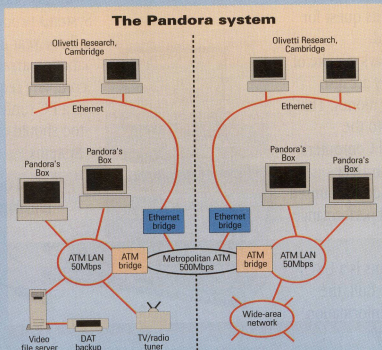 The Pandora system
Olivetti Research,
Cambridge
Olivetti Research,
Cambridge
Ethernet
Ethernet
Pandora's
Box
Pandora's
Box
Pandora's
Box
Pandora's
Box
Ethernet
bridge
Ethernet
bridge
ATM LAN
50Mbps
ATM
bridge
Metropolitan ATM
500Mbps
ATM
bridge
ATM LAN
50Mbps
Wide-area
network
Video
file server
DAT
backup
TV/radio
tuner